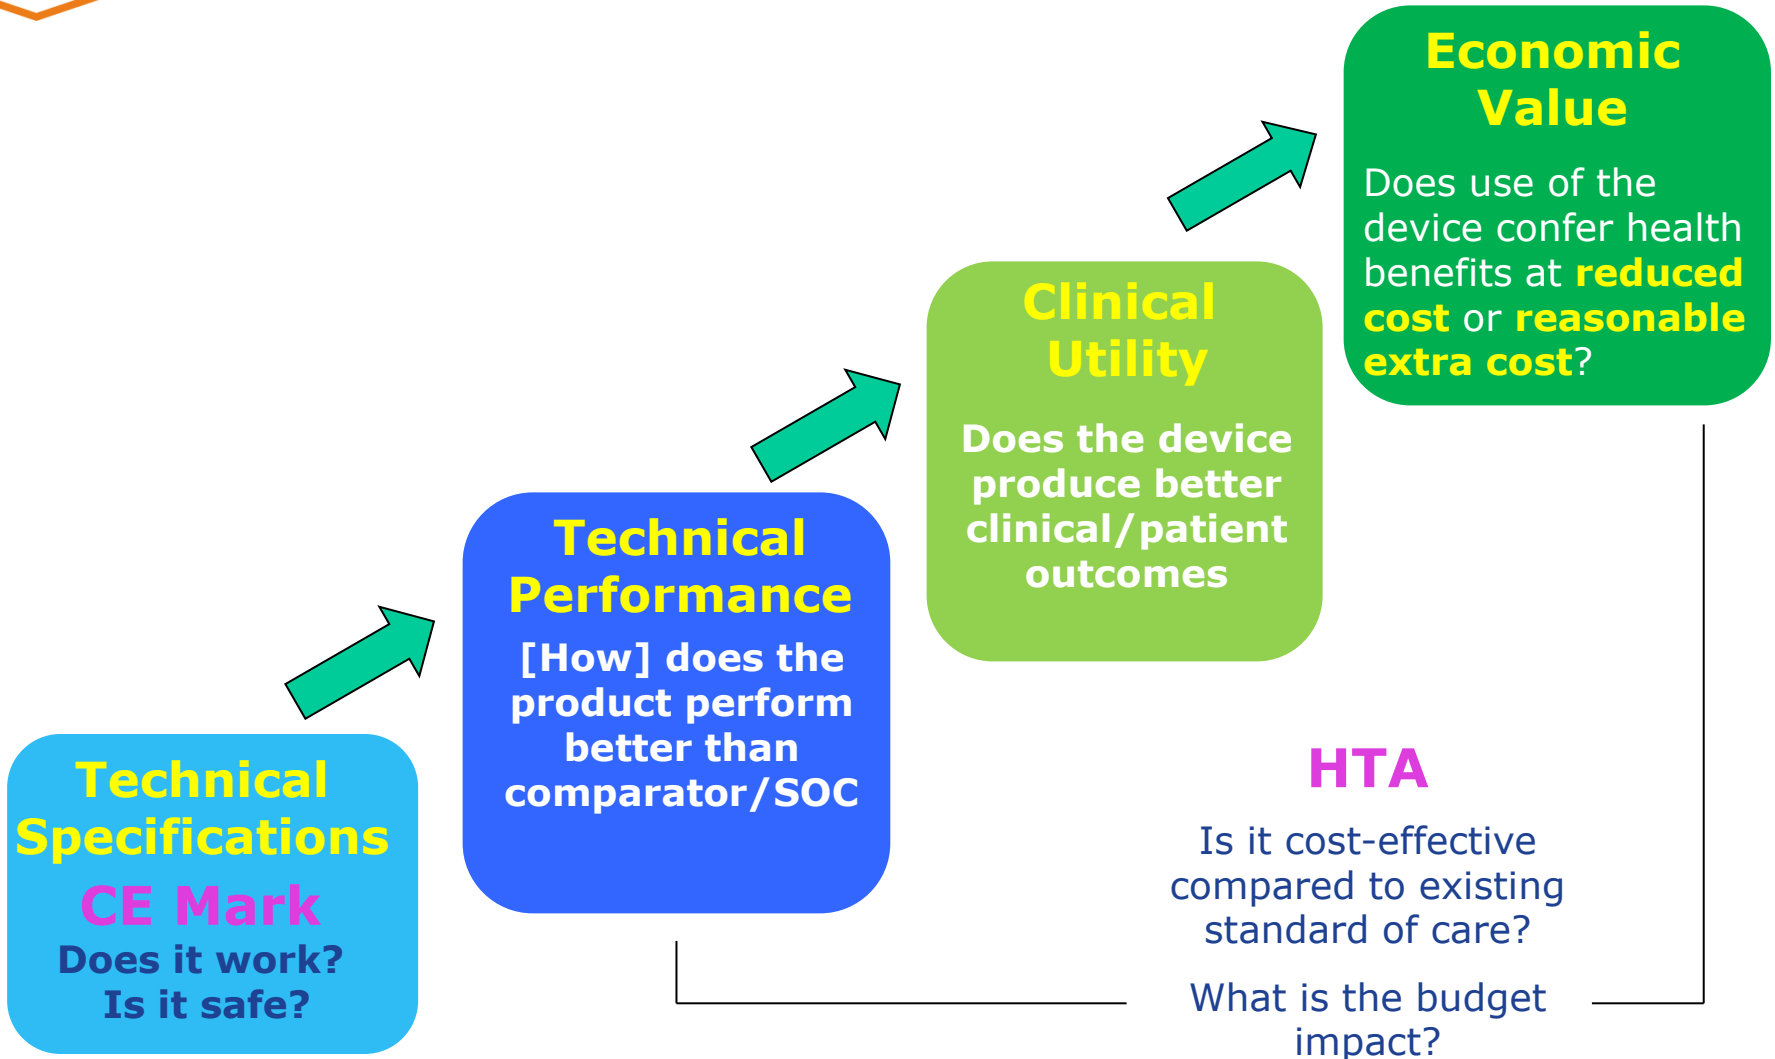 Technical
Specifications
CE Mark
Does it work?
Is it safe?
Technical
Performance
[How] does the
product perform
better than
comparator/SOC
Clinical
Utility
Does the device
produce better
clinical/patient
outcomes
Economic
Value
Does use of the
device confer health
benefits at reduced
cost or reasonable
extra cost?
HTA
Is it cost-effective
compared to existing
standard of care?
What is the budget
impact?